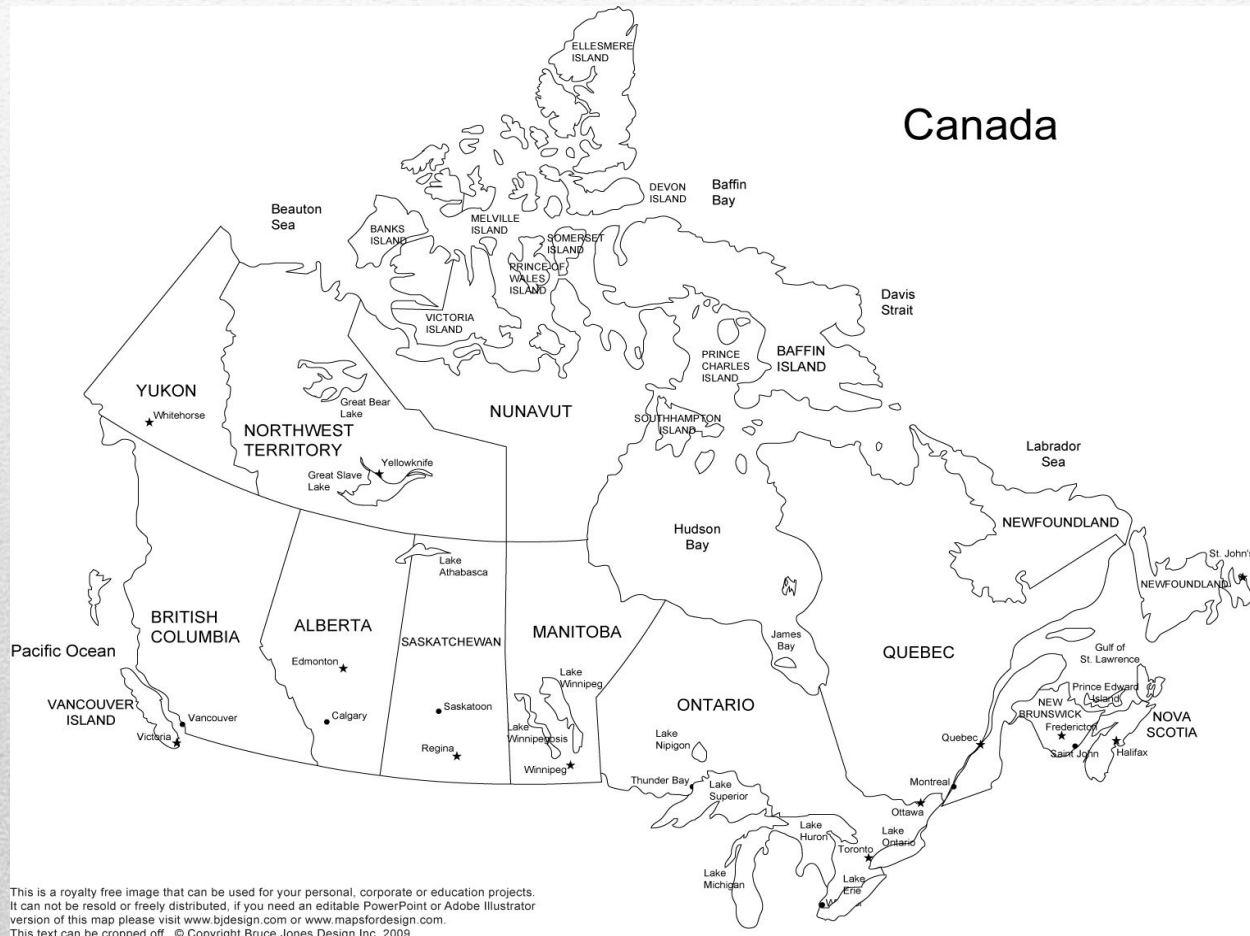 ELLESMERE
ISLAND
Canada
DEVON
ISLAND
Baffin
Bay
Beauton
Sea
BANKS
ISLAND
MELVILLE
ISLAND
SOMERSET
ISLAND
PRINCE OF
WALES
ISLAND
VICTORIA
ISLAND
Davis
Strait
PRINCE
CHARLES
ISLAND
BAFFIN
ISLAND
YUKON
Whitehorse
Great Bear
Lake
NUNAVUT
SOUTHHAMPTON
ISLAND
NORTHWEST
TERRITORY
Yellowknife
Great Slave
Lake
Labrador
Sea
Hudson
Bay
NEWFOUNDLAND
St. John's
NEWFOUNDLAND
Lake
Athabasca
BRITISH
COLUMBIA
ALBERTA
SASKATCHEWAN
MANITOBA
James
Bay
QUEBEC
Gulf of
St. Lawrence
Pacific Ocean
Edmonton
Lake
Winnipeg
Prince Edward
Island
VANCOUVER
ISLAND
Vancouver
Victoria
Calgary
Saskatoon
Regina
Lake
Winnipegosis
Winnipeg
ONTARIO
Lake
Nipigon
NEW
BRUNSWICK
Fredericton
NOVA
SCOTIA
Saint John
Halifax
Quebec
Montreal
Ottawa
Thunder Bay
Lake
Superior
Lake
Huron
Lake
Ontario
Toronto
Lake
Michigan
Lake
Erie
This is a royalty free image that can be used for your personal, corporate or education projects.
It can not be resold or freely distributed, if you need an editable PowerPoint or Adobe Illustrator
version of this map please visit www.bjdesign.com or www.mapsfordesign.com.
This text can be cropped off. © Copyright Bruce Jones Design Inc. 2009